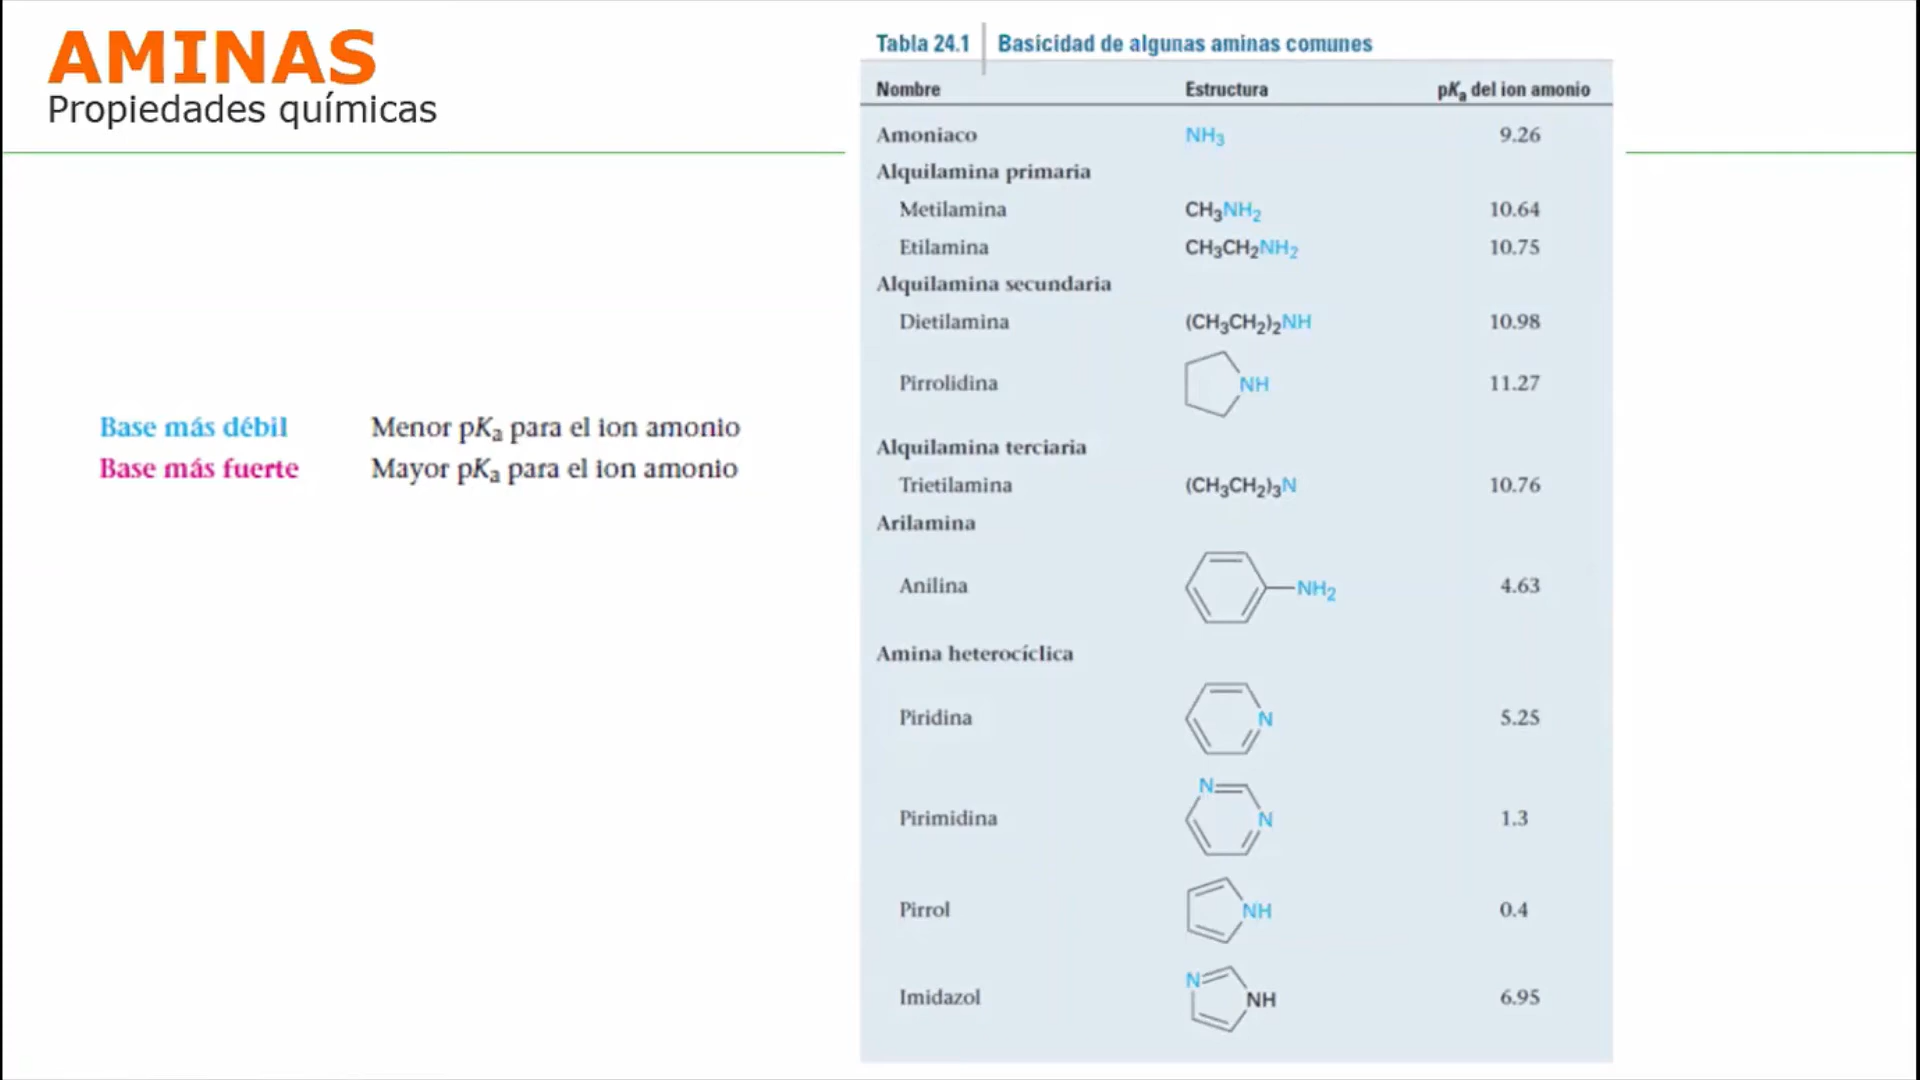 AMINAS
Propiedades químicas
Base más débil Menor pKa para el ion amonio
Base más fuerte Mayor pKa para el ion amonio
Tabla 24.1 Basicidad de algunas aminas comunes
Nombre Estructura pKa del ion amonio
Amoniaco NH3 9.26
Alquilamina primaria
Metilamina CH3NH2 10.64
Etilamina CH3CH2NH2 10.75
Alquilamina secundaria
Dietilamina (CH3CH2)2NH 10.98
Pirrolidina NH 11.27
Alquilamina terciaria
Trietilamina (CH3CH2)3N 10.76
Arilamina
Anilina NH2 4.63
Amina heterocíclica
Piridina N 5.25
N
Pirimidina N 1.3
Pirrol NH 0.4
N
Imidazol NH 6.95